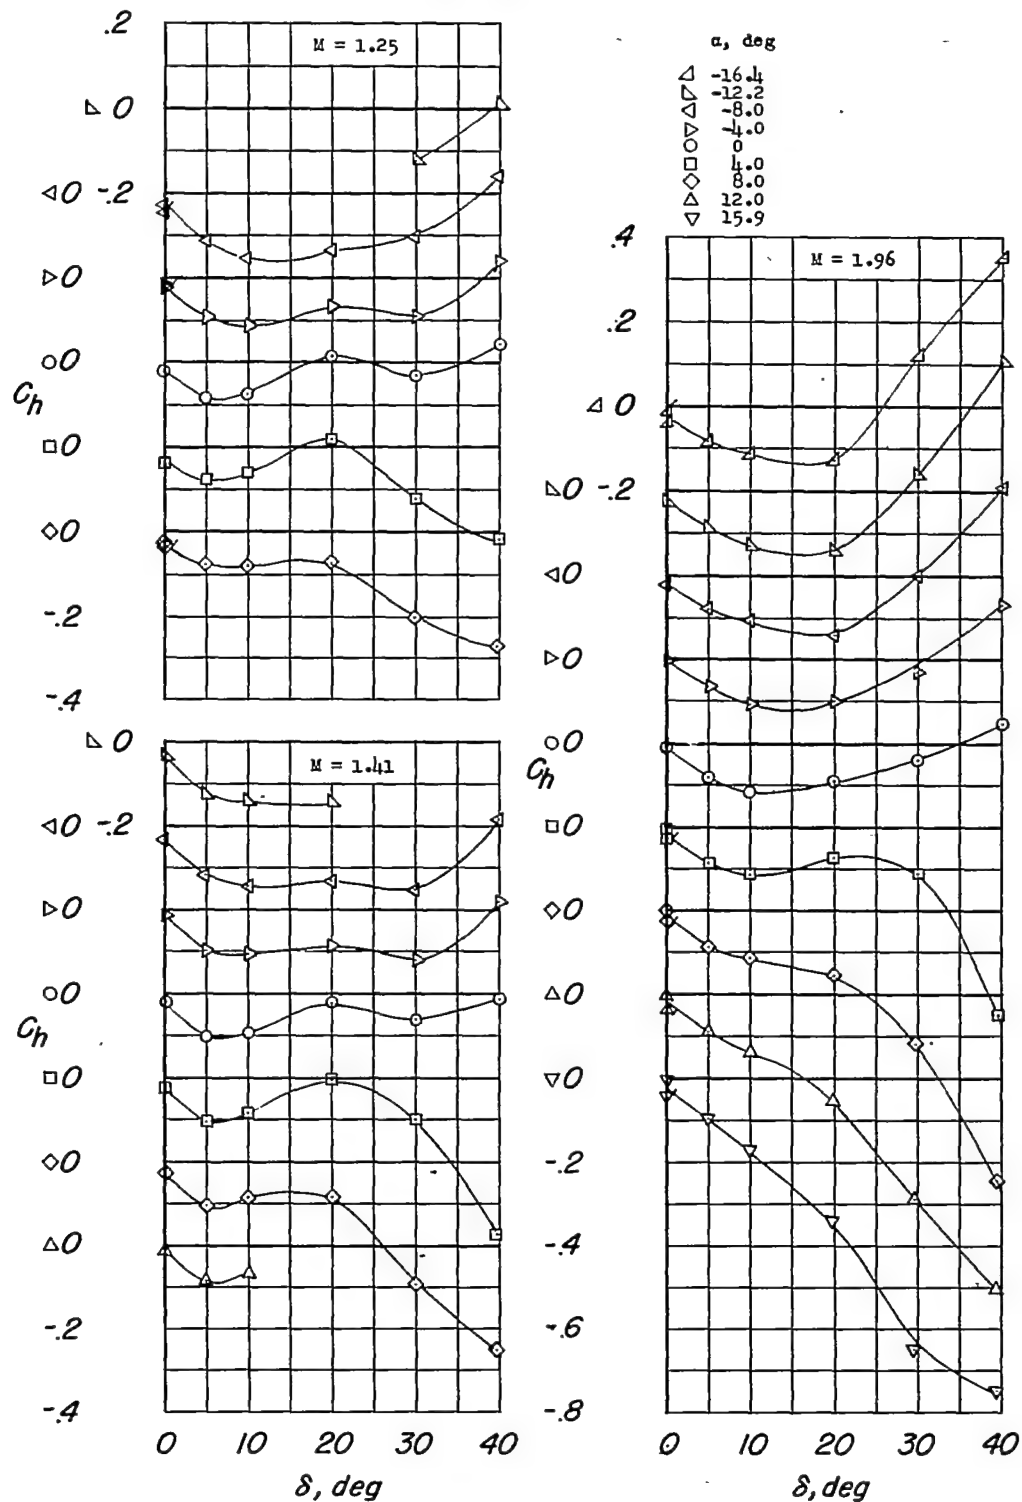 .2
M = 1.25
◺ 0
◁ 0 -.2
▷ 0
○ 0
C_h
□ 0
◇ 0
-.2
-.4
◺ 0
M = 1.41
◁ 0 -.2
▷ 0
○ 0
C_h
□ 0
◇ 0
△ 0
-.2
-.4
0 10 20 30 40
δ, deg
α, deg
◿ -16.4
◺ -12.2
◁ -8.0
▷ -4.0
○ 0
□ 4.0
◇ 8.0
△ 12.0
▽ 15.9
.4
M = 1.96
.2
◿ 0
◺ 0 -.2
◁ 0
▷ 0
○ 0
C_h
□ 0
◇ 0
△ 0
▽ 0
-.2
-.4
-.6
-.8
0 10 20 30 40
δ, deg